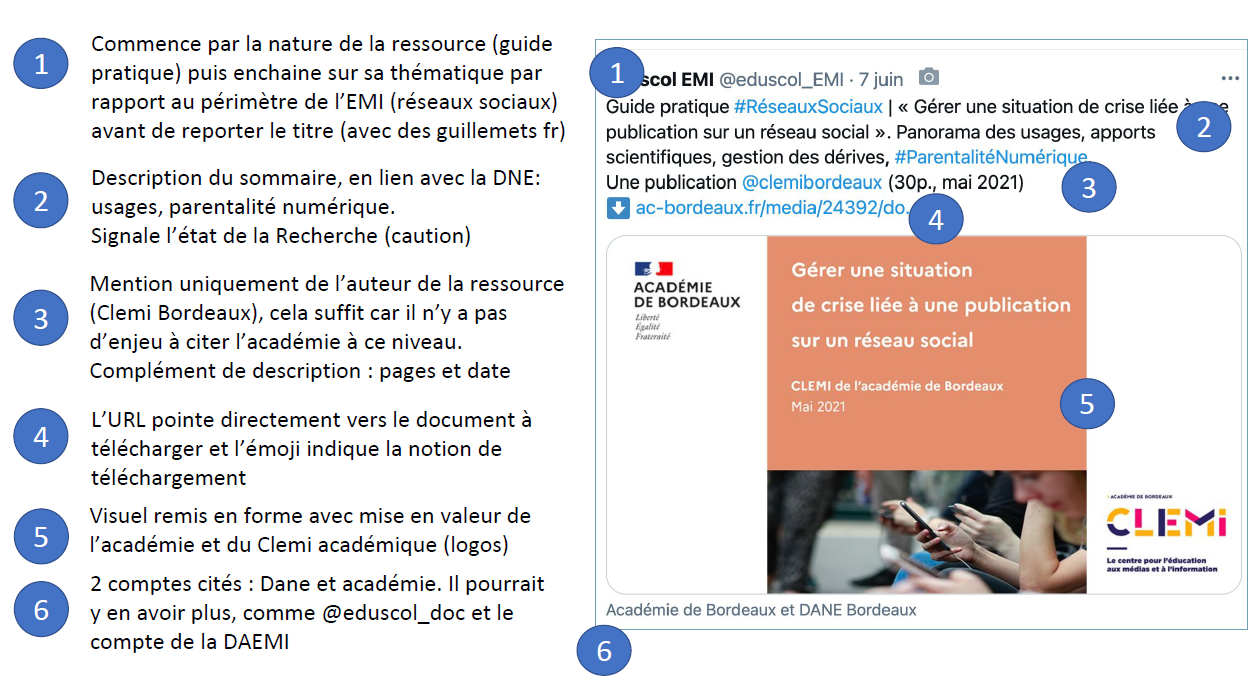 1
Commence par la nature de la ressource (guide
pratique) puis enchaine sur sa thématique par
rapport au périmètre de l’EMI (réseaux sociaux)
avant de reporter le titre (avec des guillemets fr)
2
Description du sommaire, en lien avec la DNE:
usages, parentalité numérique.
Signale l’état de la Recherche (caution)
3
Mention uniquement de l’auteur de la ressource
(Clemi Bordeaux), cela suffit car il n’y a pas
d’enjeu à citer l’académie à ce niveau.
Complément de description : pages et date
4
L’URL pointe directement vers le document à
télécharger et l’émoji indique la notion de
téléchargement
5
Visuel remis en forme avec mise en valeur de
l’académie et du Clemi académique (logos)
6
2 comptes cités : Dane et académie. Il pourrait
y en avoir plus, comme @eduscol_doc et le
compte de la DAEMI
1
scol EMI @eduscol_EMI · 7 juin
Guide pratique #RéseauxSociaux | « Gérer une situation de crise liée à une
publication sur un réseau social ». Panorama des usages, apports
2
scientifiques, gestion des dérives, #ParentalitéNumérique
Une publication @clemibordeaux (30p., mai 2021)
3
ac-bordeaux.fr/media/24392/do.
4
ACADÉMIE
DE BORDEAUX
Liberté
Égalité
Fraternité
Gérer une situation
de crise liée à une publication
sur un réseau social
CLEMI de l’académie de Bordeaux
Mai 2021
5
ACADÉMIE DE BORDEAUX
CLEMI
Le centre pour l’éducation
aux médias et à l’information
Académie de Bordeaux et DANE Bordeaux
6